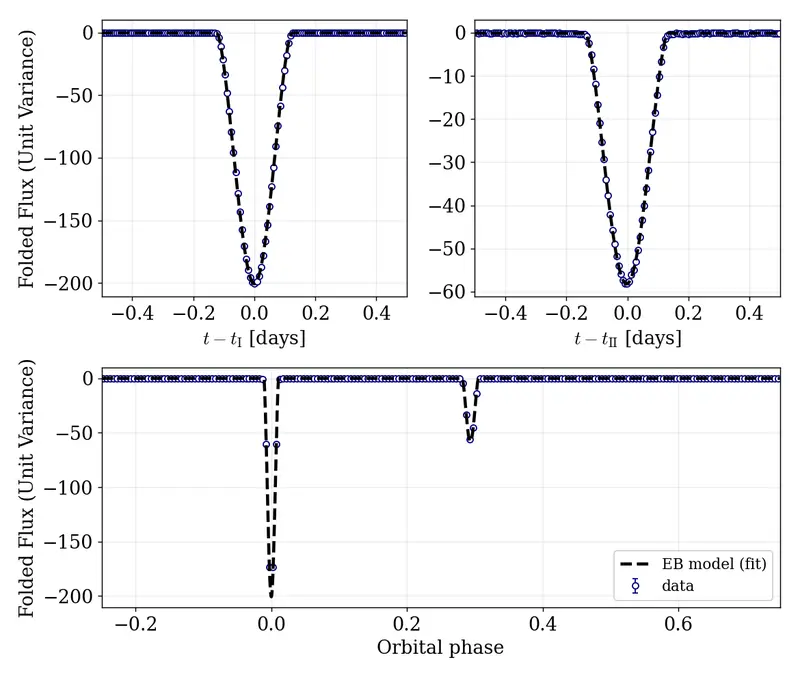 Folded Flux (Unit Variance)
0
−50
−100
−150
−200
−0.4 −0.2 0.0 0.2 0.4
t − tI [days]
0
−10
−20
−30
−40
−50
−60
−0.4 −0.2 0.0 0.2 0.4
t − tII [days]
Folded Flux (Unit Variance)
0
−50
−100
−150
−200
−0.2 0.0 0.2 0.4 0.6
Orbital phase
EB model (fit)
data